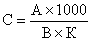 С = А × 1000
В × К